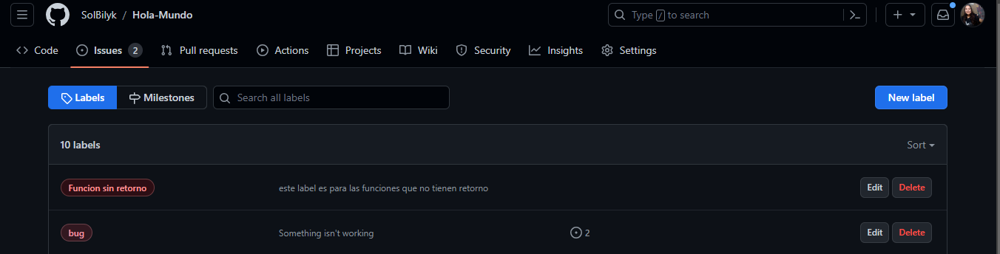 SolBilyk / Hola-Mundo
Type / to search
Code
Issues 2
Pull requests
Actions
Projects
Wiki
Security
Insights
Settings
Labels
Milestones
Search all labels
New label
10 labels
Sort
Funcion sin retorno
este label es para las funciones que no tienen retorno
Edit
Delete
bug
Something isn't working
2
Edit
Delete